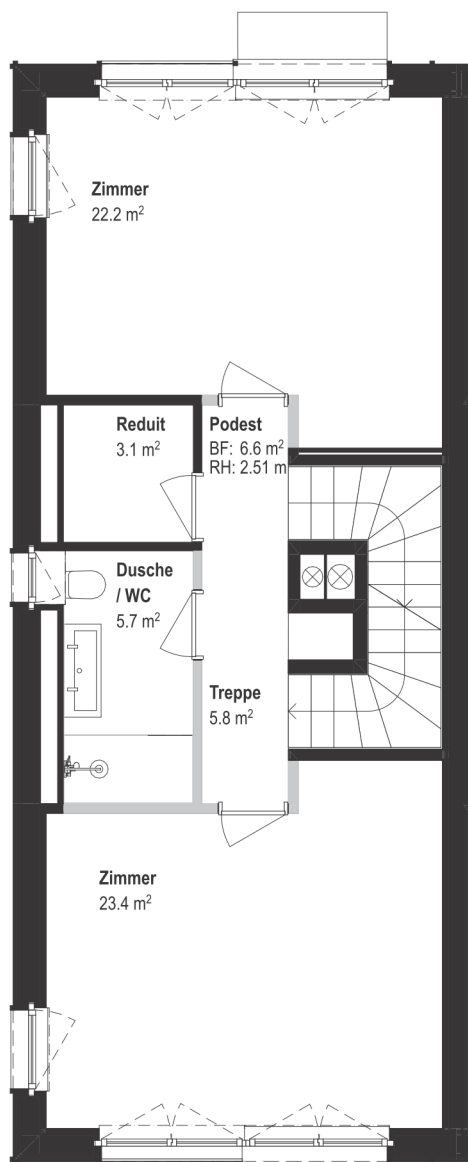 Zimmer
22.2 m²
Reduit
3.1 m²
Podest
BF: 6.6 m²
RH: 2.51 m
Dusche
/ WC
5.7 m²
Treppe
5.8 m²
Zimmer
23.4 m²